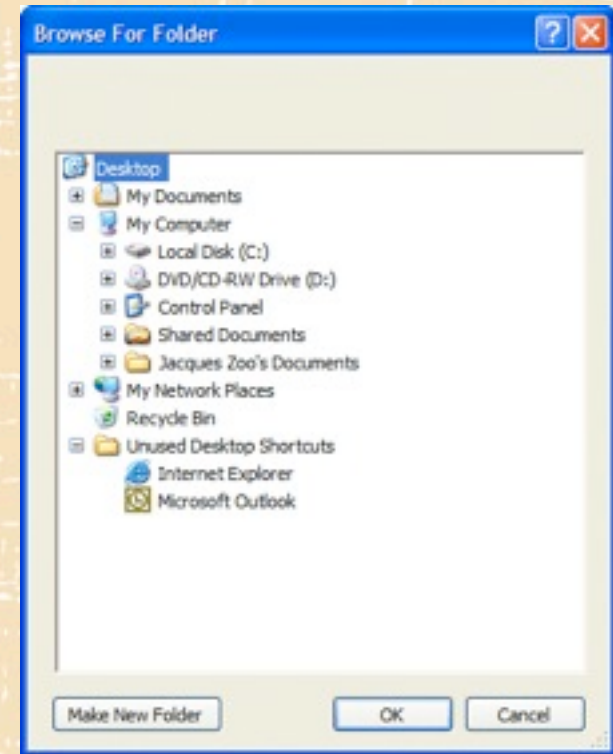 Browse For Folder
Desktop
My Documents
My Computer
Local Disk (C:)
DVD/CD-RW Drive (D:)
Control Panel
Shared Documents
Jacques Zoo's Documents
My Network Places
Recycle Bin
Unused Desktop Shortcuts
Internet Explorer
Microsoft Outlook
Make New Folder OK Cancel